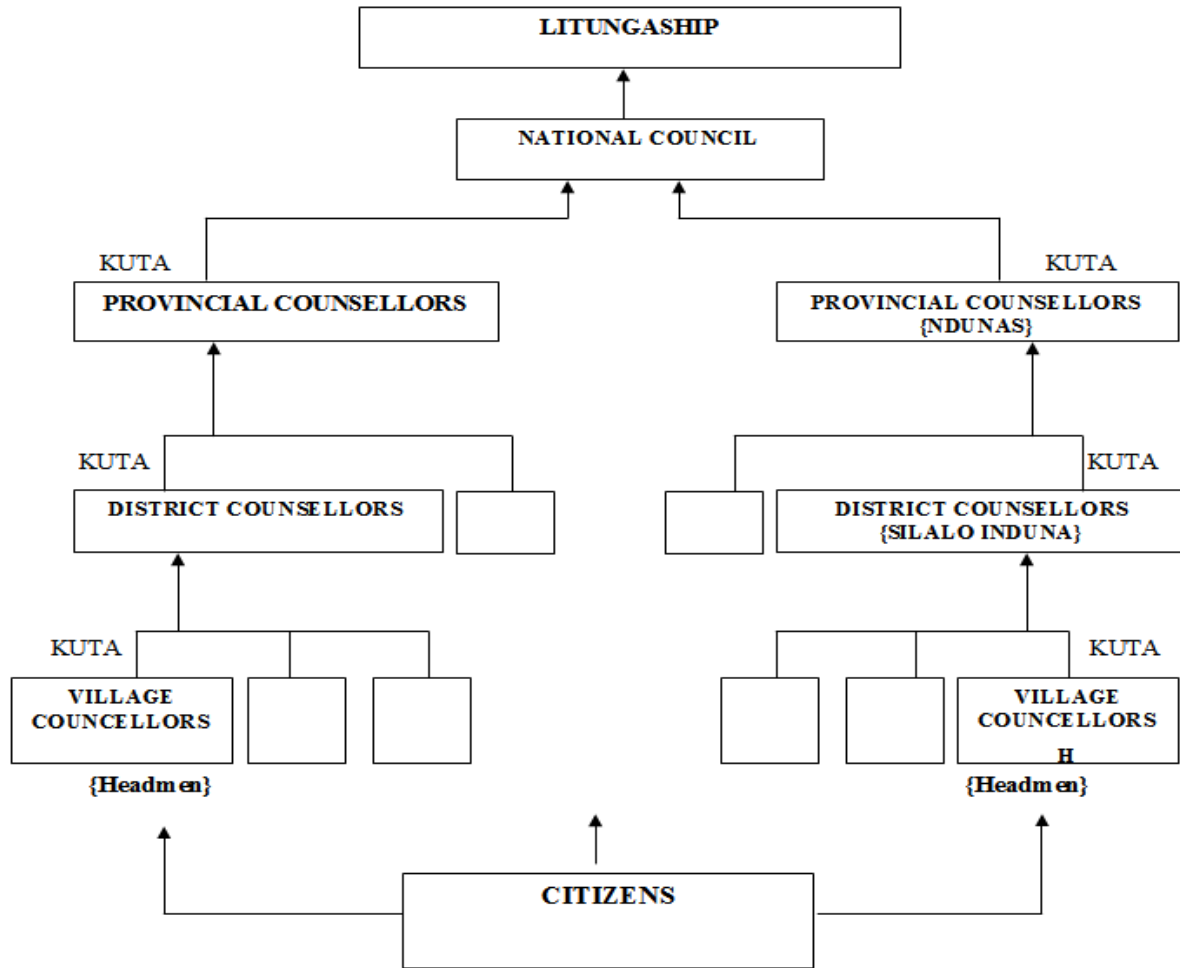 LITUNGASHIP
NATIONAL COUNCIL
KUTA
KUTA
PROVINCIAL COUNSELLORS
PROVINCIAL COUNSELLORS
{NDUNAS}
KUTA
KUTA
DISTRICT COUNSELLORS
DISTRICT COUNSELLORS
{SILALO INDUNA}
KUTA
KUTA
VILLAGE
COUNCELLORS
{Headmen}
VILLAGE
COUNCELLORS
H
{Headmen}
CITIZENS